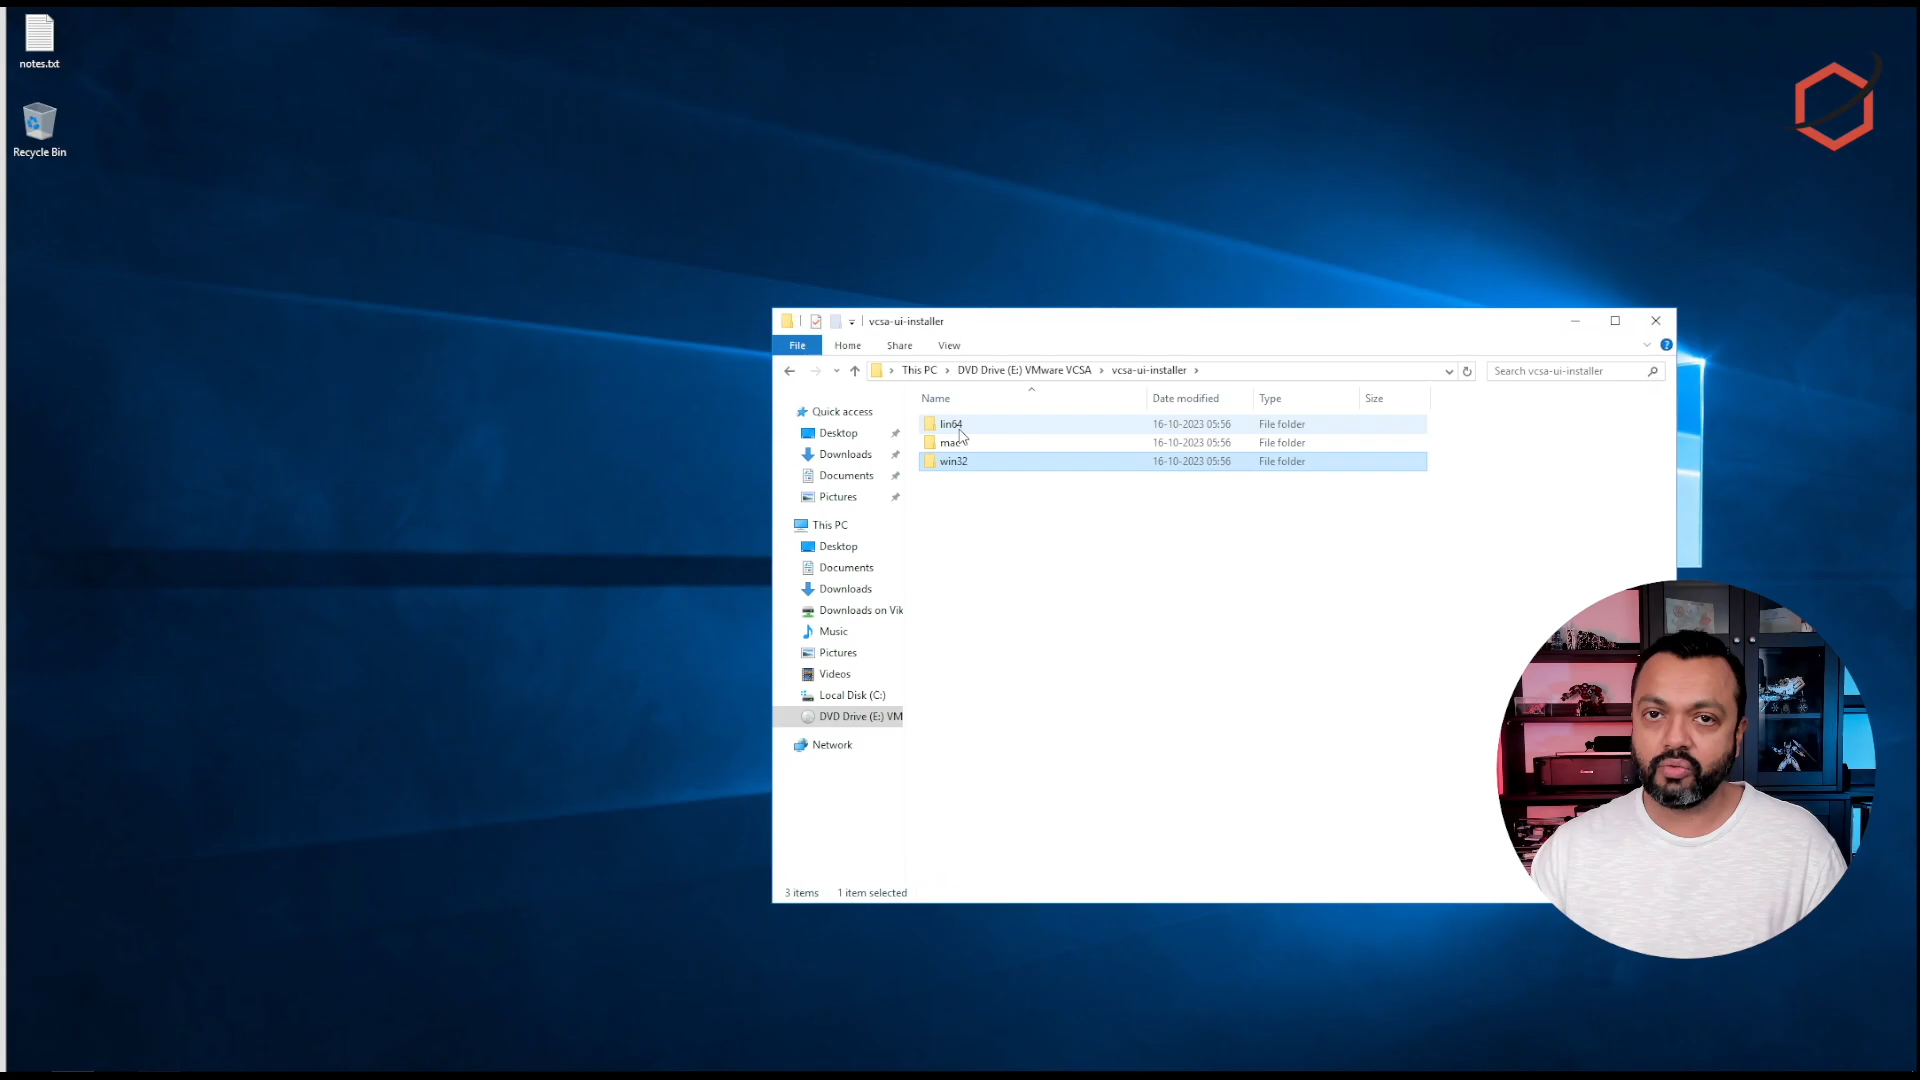 notes.txt
Recycle Bin
vcsa-ui-installer
File Home Share View
This PC DVD Drive (E:) VMware VCSA vcsa-ui-installer
Search vcsa-ui-installer
Name Date modified Type Size
lin64 16-10-2023 05:56 File folder
mac 16-10-2023 05:56 File folder
win32 16-10-2023 05:56 File folder
Quick access
Desktop
Downloads
Documents
Pictures
This PC
Desktop
Documents
Downloads
Downloads on Vik
Music
Pictures
Videos
Local Disk (C:)
DVD Drive (E:) VM
Network
3 items 1 item selected